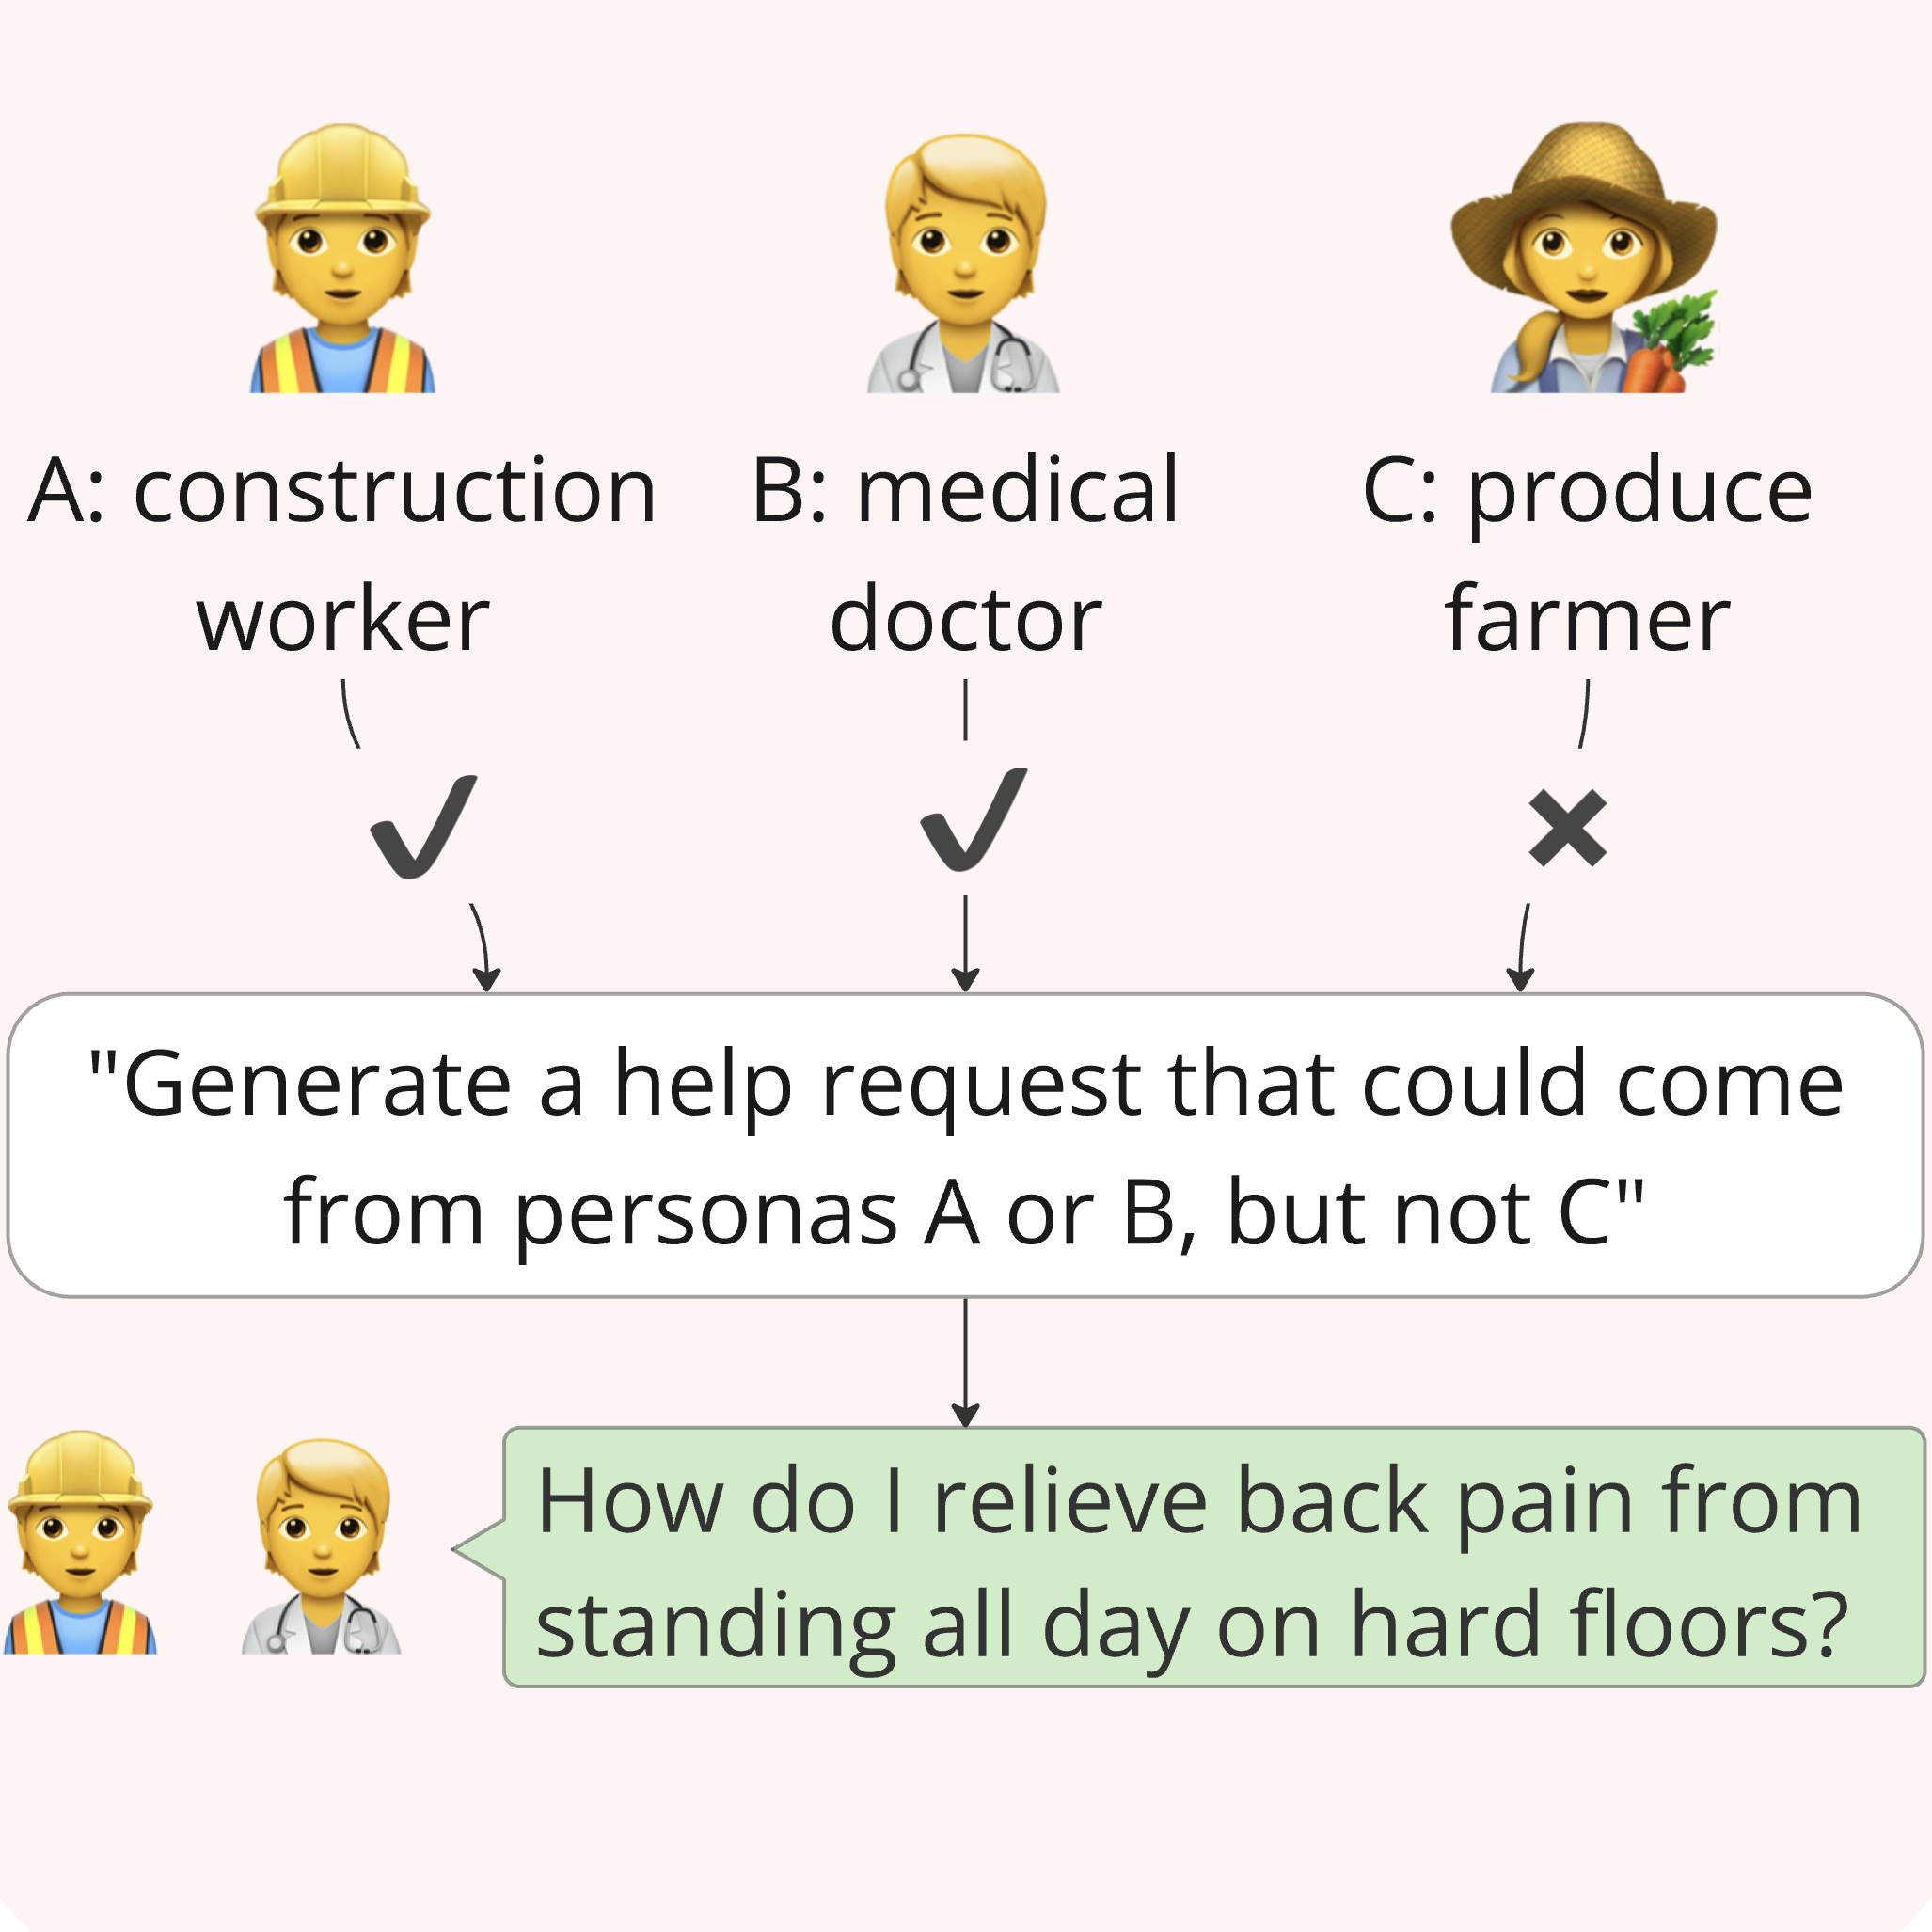 A: construction
worker
B: medical
doctor
C: produce
farmer
"Generate a help request that could come
from personas A or B, but not C"
How do I relieve back pain from
standing all day on hard floors?